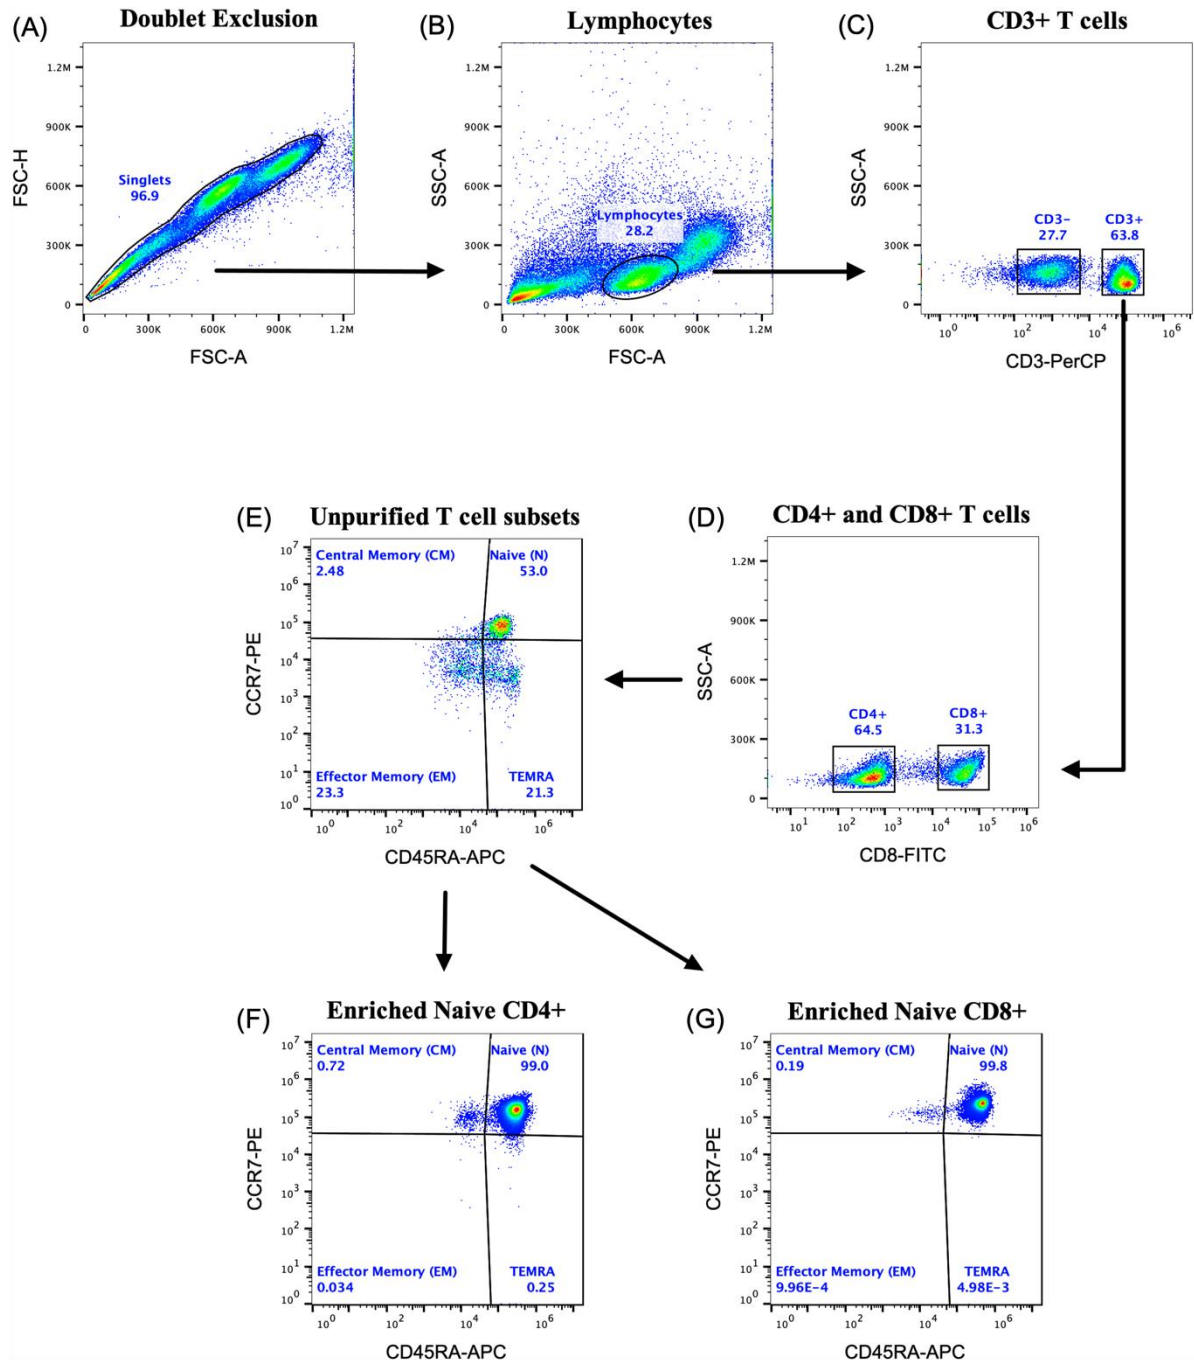 (A)
Doublet Exclusion
1.2M
900K
600K
300K
0
FSC-H
Singlets
96.9
0 300K 600K 900K 1.2M
FSC-A
(B)
Lymphocytes
1.2M
900K
600K
300K
0
SSC-A
Lymphocytes
28.2
0 300K 600K 900K 1.2M
FSC-A
(C)
CD3+ T cells
1.2M
900K
600K
300K
0
SSC-A
CD3-
27.7
CD3+
63.8
10^0 10^2 10^4 10^6
CD3-PerCP
(E)
Unpurified T cell subsets
10^7
10^6
10^5
10^4
10^3
10^2
10^1
10^0
CCR7-PE
Central Memory (CM)
2.48
Naive (N)
53.0
Effector Memory (EM)
23.3
TEMRA
21.3
10^0 10^2 10^4 10^6
CD45RA-APC
(D)
CD4+ and CD8+ T cells
1.2M
900K
600K
300K
0
SSC-A
CD4+
64.5
CD8+
31.3
10^1 10^2 10^3 10^4 10^5 10^6
CD8-FITC
(F)
Enriched Naive CD4+
10^7
10^6
10^5
10^4
10^3
10^2
10^1
10^0
CCR7-PE
Central Memory (CM)
0.72
Naive (N)
99.0
Effector Memory (EM)
0.034
TEMRA
0.25
10^0 10^2 10^4 10^6
CD45RA-APC
(G)
Enriched Naive CD8+
10^7
10^6
10^5
10^4
10^3
10^2
10^1
10^0
CCR7-PE
Central Memory (CM)
0.19
Naive (N)
99.8
Effector Memory (EM)
9.96E-4
TEMRA
4.98E-3
10^0 10^2 10^4 10^6
CD45RA-APC